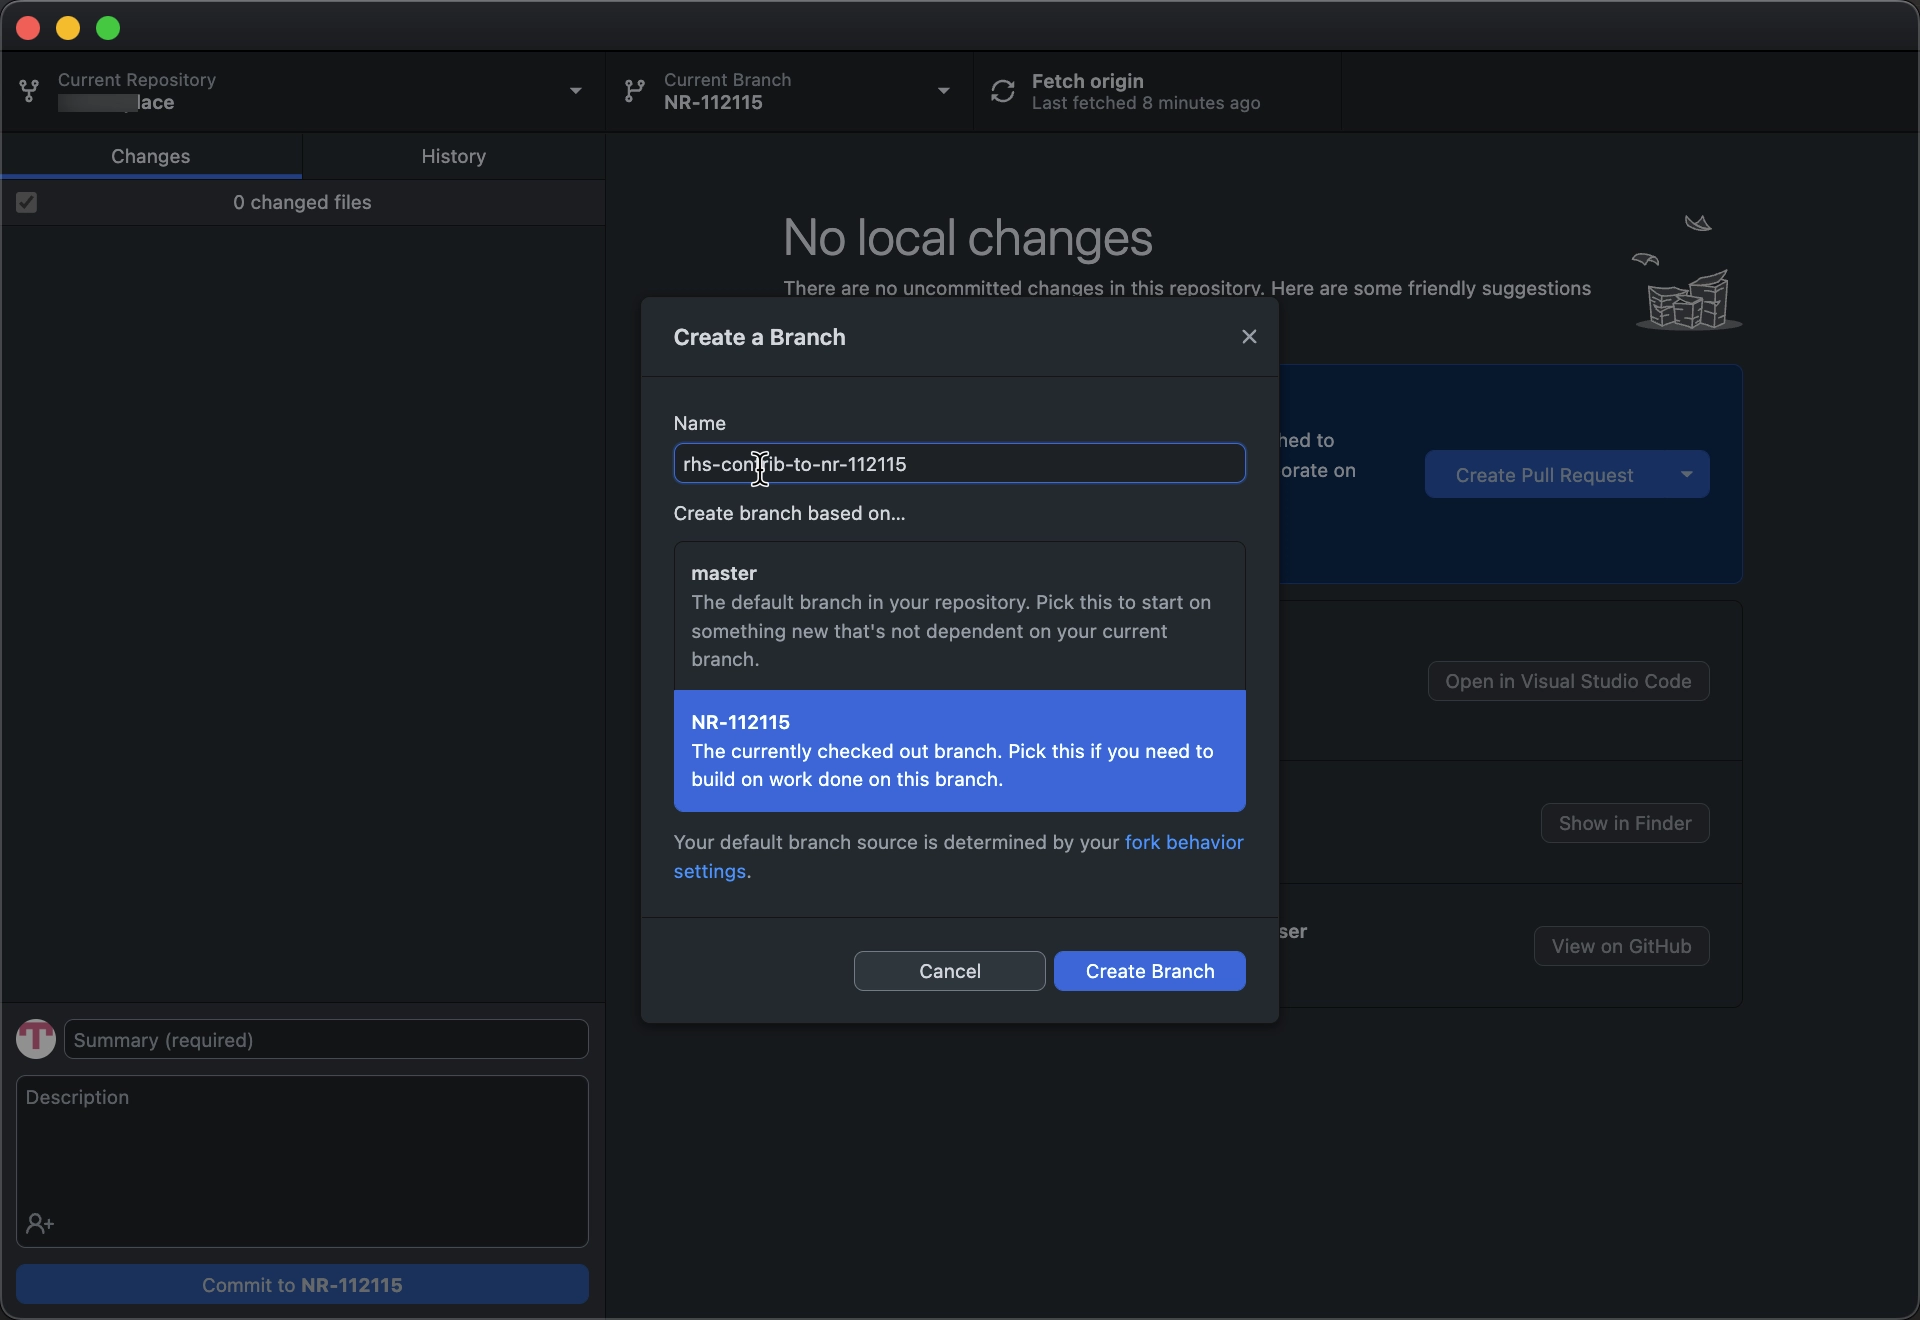 Current Repository
lace
Current Branch
NR-112115
Fetch origin
Last fetched 8 minutes ago
Changes
History
0 changed files
No local changes
There are no uncommitted changes in this repository. Here are some friendly suggestions
Create a Branch
Name
rhs-contrib-to-nr-112115
Create branch based on...
master
The default branch in your repository. Pick this to start on
something new that's not dependent on your current
branch.
NR-112115
The currently checked out branch. Pick this if you need to
build on work done on this branch.
Your default branch source is determined by your fork behavior
settings.
Cancel
Create Branch
hed to
orate on
Create Pull Request
Open in Visual Studio Code
Show in Finder
ser
View on GitHub
T
Summary (required)
Description
Commit to NR-112115